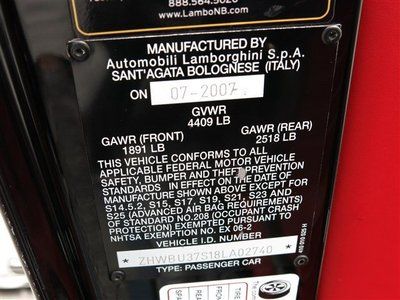 888.564.5020
www.LamboNB.com
MANUFACTURED BY
Automobili Lamborghini S.p.A.
SANT'AGATA BOLOGNESE (ITALY)
ON 07-2007
GVWR
4409 LB
GAWR (FRONT) GAWR (REAR)
1891 LB 2518 LB
THIS VEHICLE CONFORMS TO ALL
APPLICABLE FEDERAL MOTOR VEHICLE
SAFETY, BUMPER AND THEFT PREVENTION
STANDARDS IN EFFECT ON THE DATE OF
MANUFACTURE SHOWN ABOVE EXCEPT FOR
S14.5.2, S15, S17, S19, S21, S23 AND
S25 (ADVANCED AIR BAG REQUIREMENTS)
OF STANDARD NO.208 (OCCUPANT CRASH
PROTECTION) EXEMPTED PURSUANT TO
NHTSA EXEMPTION NO. EX 06-2
VEHICLE I.D. NUMBER
* ZHWBU37S18LA02740 *
TYPE: PASSENGER CAR